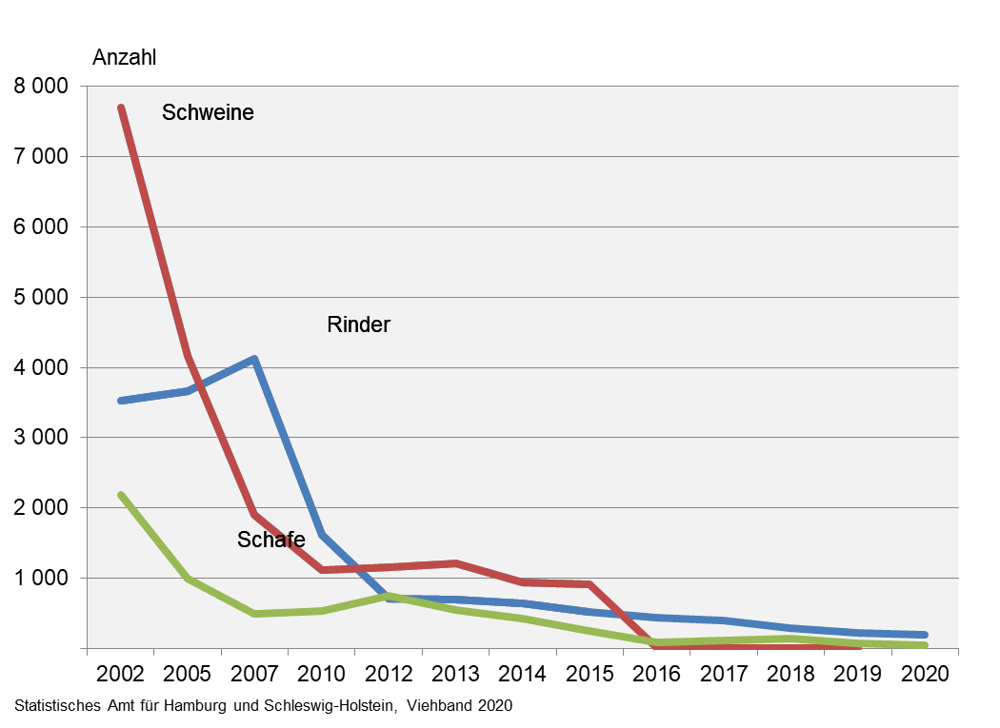 Anzahl
8 000
Schweine
7 000
6 000
5 000
Rinder
4 000
3 000
2 000
Schafe
1 000
2002 2005 2007 2010 2012 2013 2014 2015 2016 2017 2018 2019 2020
Statistisches Amt für Hamburg und Schleswig-Holstein, Viehband 2020